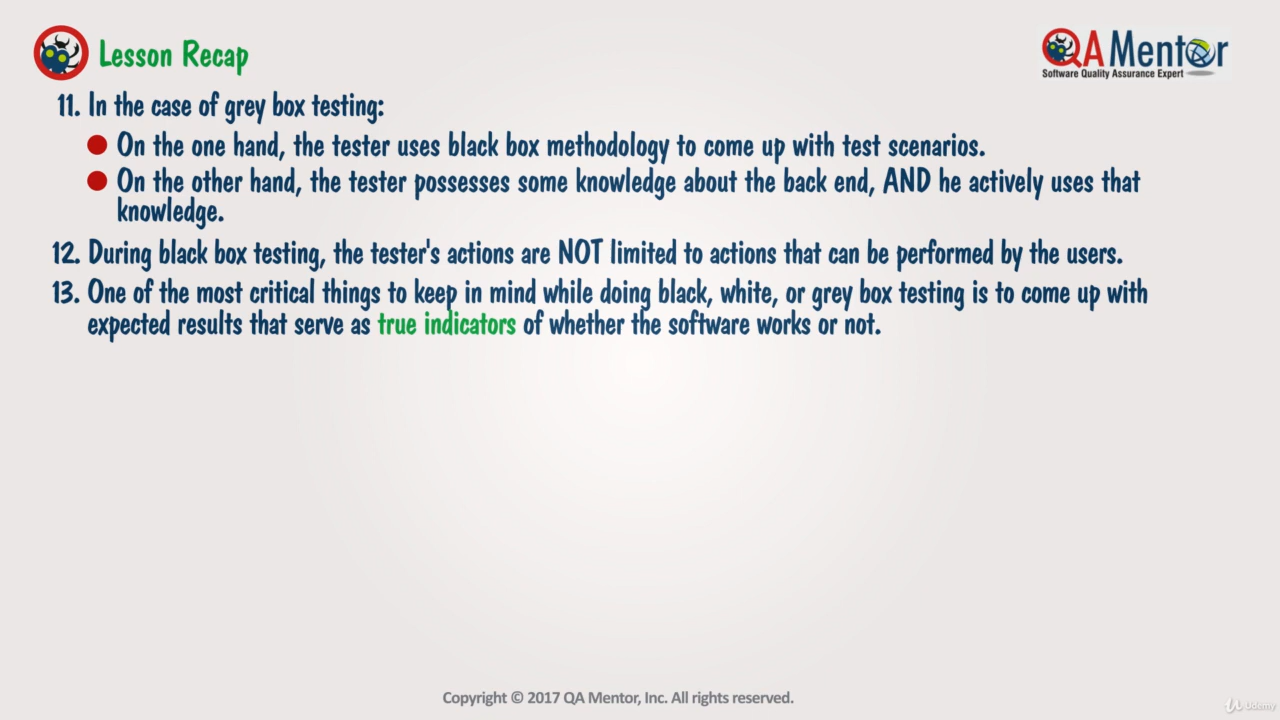 Lesson Recap
QA Mentor
Software Quality Assurance Expert
11. In the case of grey box testing:
On the one hand, the tester uses black box methodology to come up with test scenarios.
On the other hand, the tester possesses some knowledge about the back end, AND he actively uses that
knowledge.
12. During black box testing, the tester's actions are NOT limited to actions that can be performed by the users.
13. One of the most critical things to keep in mind while doing black, white, or grey box testing is to come up with
expected results that serve as true indicators of whether the software works or not.
Copyright © 2017 QA Mentor, Inc. All rights reserved.
Udemy